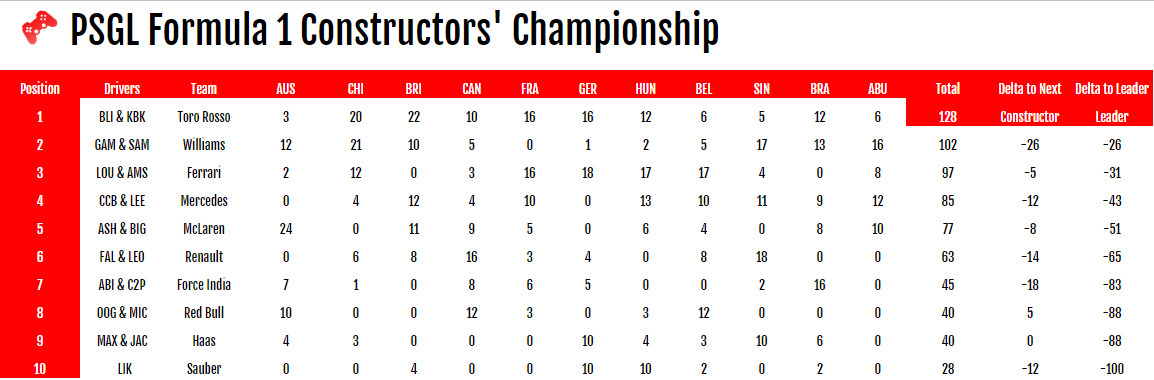 PSGL Formula 1 Constructors' Championship
Position Drivers Team AUS CHI BRI CAN FRA GER HUN BEL SIN BRA ABU Total Delta to Next Delta to Leader
1 BLI & KBK Toro Rosso 3 20 22 10 16 16 12 6 5 12 6 128 Constructor Leader
2 GAM & SAM Williams 12 21 10 5 0 1 2 5 17 13 16 102 -26 -26
3 LOU & AMS Ferrari 2 12 0 3 16 18 17 17 4 0 8 97 -5 -31
4 CCB & LEE Mercedes 0 4 12 4 10 0 13 10 11 9 12 85 -12 -43
5 ASH & BIG McLaren 24 0 11 9 5 0 6 4 0 8 10 77 -8 -51
6 FAL & LEO Renault 0 6 8 16 3 4 0 8 18 0 0 63 -14 -65
7 ABI & C2P Force India 7 1 0 8 6 5 0 0 2 16 0 45 -18 -83
8 OOG & MIC Red Bull 10 0 0 12 3 0 3 12 0 0 0 40 5 -88
9 MAX & JAC Haas 4 3 0 0 0 10 4 3 10 6 0 40 0 -88
10 LIK Sauber 0 0 4 0 0 10 10 2 0 2 0 28 -12 -100